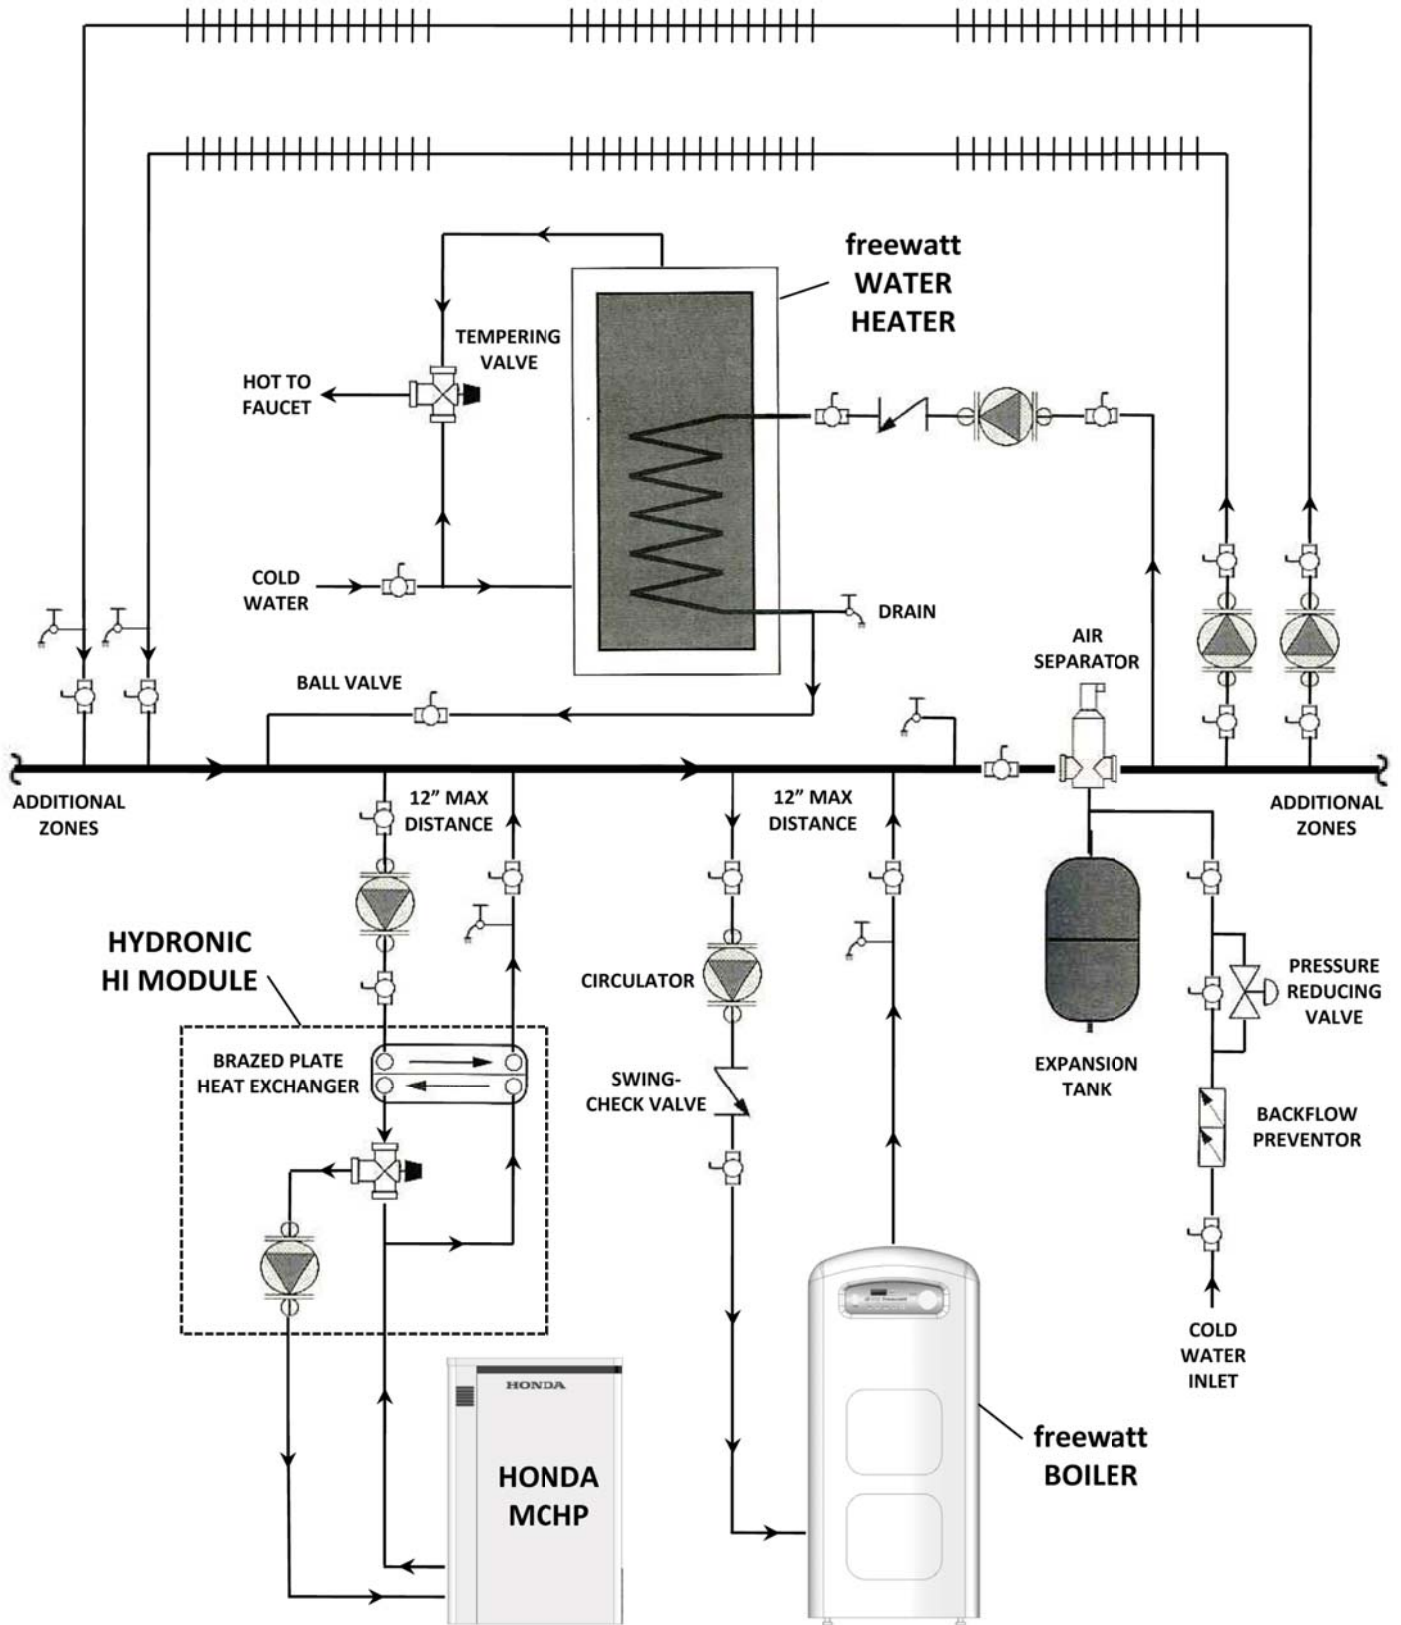 freewatt
WATER
HEATER
TEMPERING
VALVE
HOT TO
FAUCET
COLD
WATER
DRAIN
AIR
SEPARATOR
BALL VALVE
ADDITIONAL
ZONES
12” MAX
DISTANCE
12” MAX
DISTANCE
ADDITIONAL
ZONES
HYDRONIC
HI MODULE
CIRCULATOR
PRESSURE
REDUCING
VALVE
BRAZED PLATE
HEAT EXCHANGER
SWING-
CHECK VALVE
EXPANSION
TANK
BACKFLOW
PREVENTOR
COLD
WATER
INLET
HONDA
HONDA
MCHP
freewatt
BOILER